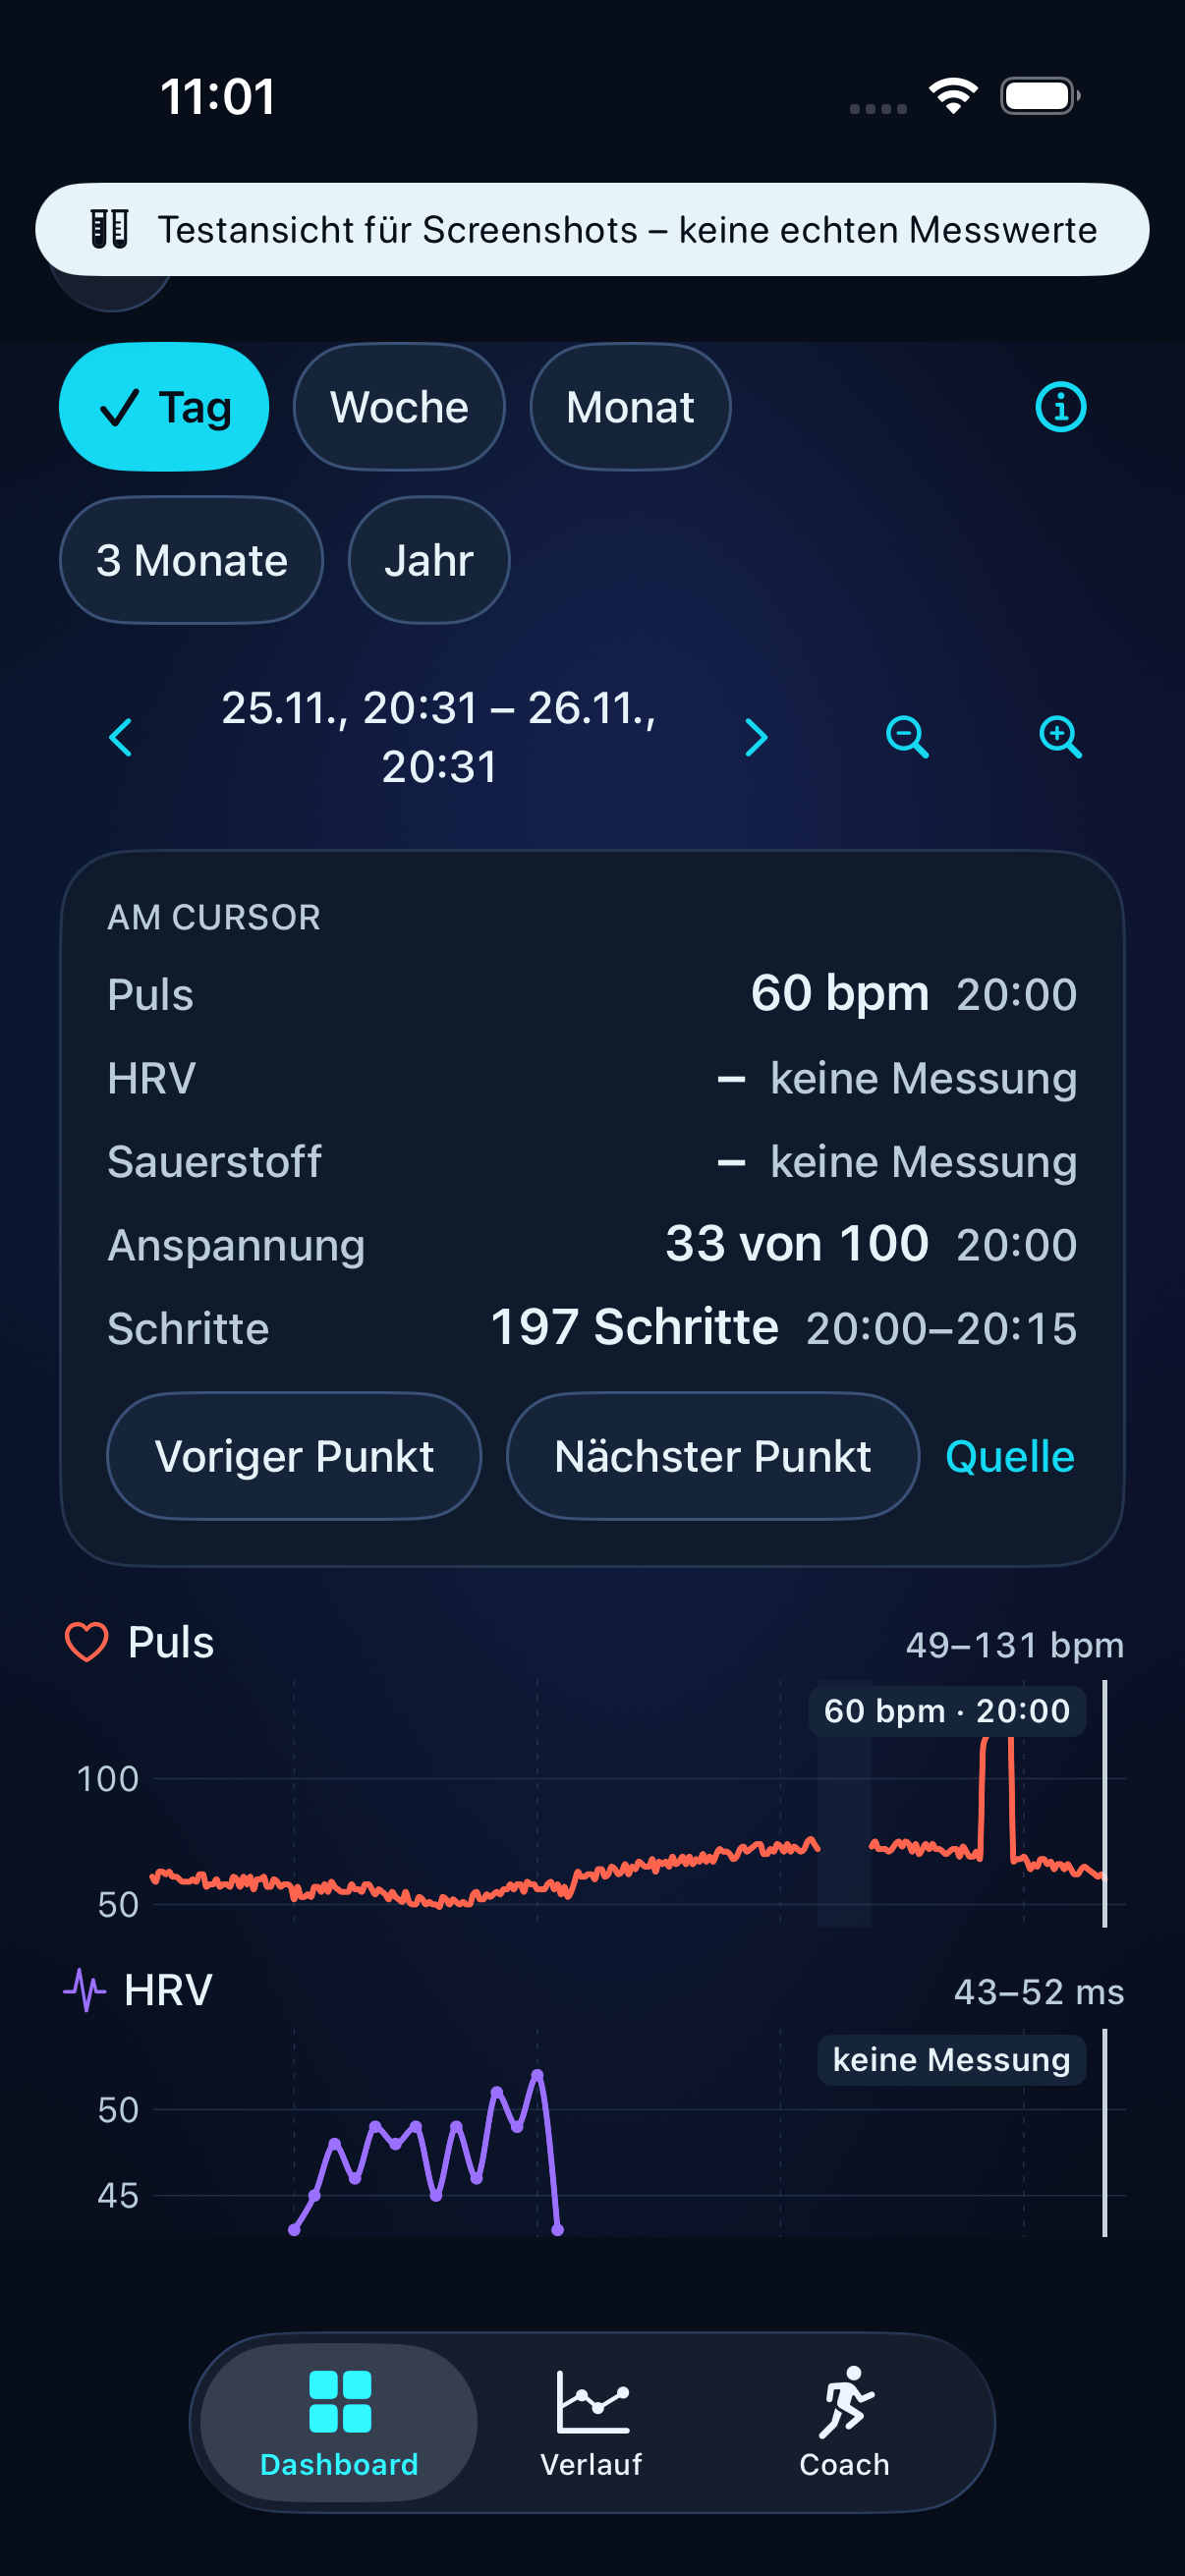 11:01
Testansicht für Screenshots – keine echten Messwerte
Tag
Woche
Monat
3 Monate
Jahr
25.11., 20:31 – 26.11.,
20:31
AM CURSOR
Puls 60 bpm 20:00
HRV – keine Messung
Sauerstoff – keine Messung
Anspannung 33 von 100 20:00
Schritte 197 Schritte 20:00–20:15
Voriger Punkt
Nächster Punkt
Quelle
Puls 49–131 bpm
60 bpm · 20:00
100
50
HRV 43–52 ms
keine Messung
50
45
Dashboard
Verlauf
Coach